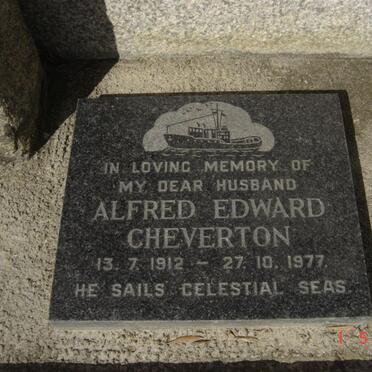 IN LOVING MEMORY OF
MY DEAR HUSBAND
ALFRED EDWARD
CHEVERTON
13. 7. 1912 – 27. 10. 1977.
HE SAILS CELESTIAL SEAS.